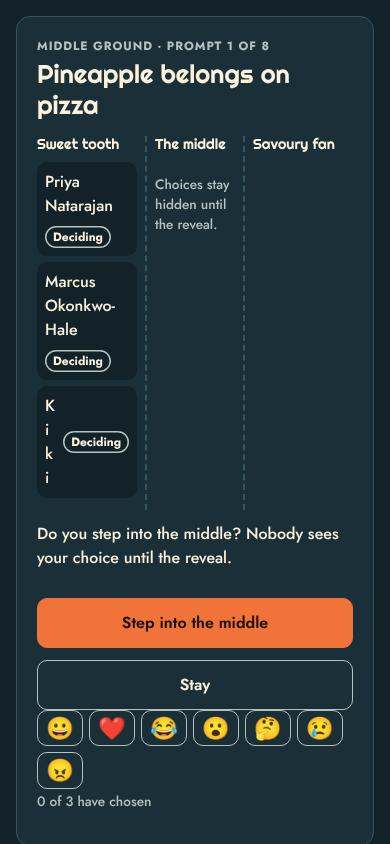 MIDDLE GROUND · PROMPT 1 OF 8
Pineapple belongs on
pizza
Sweet tooth
Priya
Natarajan
Deciding
Marcus
Okonkwo-
Hale
Deciding
K
i
k
i
Deciding
The middle
Choices stay
hidden until
the reveal.
Savoury fan
Do you step into the middle? Nobody sees
your choice until the reveal.
Step into the middle
Stay
0 of 3 have chosen